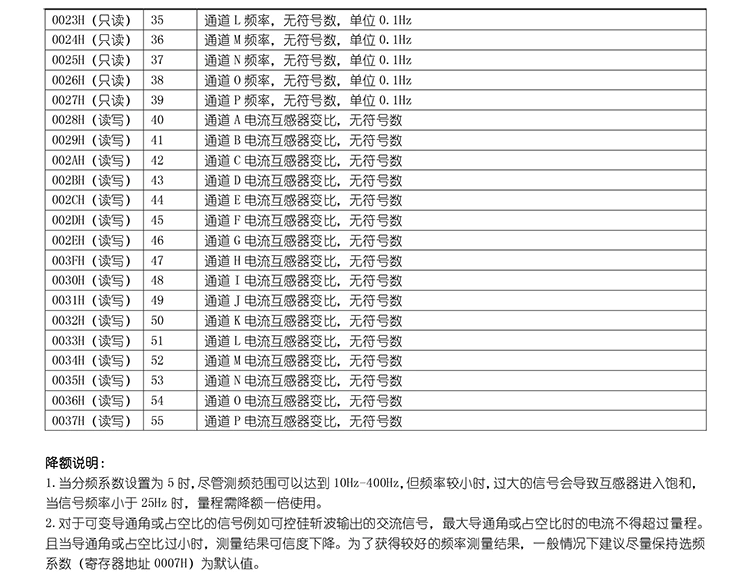 0023H（只读） 35 通道 L 频率，无符号数，单位 0.1Hz
0024H（只读） 36 通道 M 频率，无符号数，单位 0.1Hz
0025H（只读） 37 通道 N 频率，无符号数，单位 0.1Hz
0026H（只读） 38 通道 O 频率，无符号数，单位 0.1Hz
0027H（只读） 39 通道 P 频率，无符号数，单位 0.1Hz
0028H（读写） 40 通道 A 电流互感器变比，无符号数
0029H（读写） 41 通道 B 电流互感器变比，无符号数
002AH（读写） 42 通道 C 电流互感器变比，无符号数
002BH（读写） 43 通道 D 电流互感器变比，无符号数
002CH（读写） 44 通道 E 电流互感器变比，无符号数
002DH（读写） 45 通道 F 电流互感器变比，无符号数
002EH（读写） 46 通道 G 电流互感器变比，无符号数
003FH（读写） 47 通道 H 电流互感器变比，无符号数
0030H（读写） 48 通道 I 电流互感器变比，无符号数
0031H（读写） 49 通道 J 电流互感器变比，无符号数
0032H（读写） 50 通道 K 电流互感器变比，无符号数
0033H（读写） 51 通道 L 电流互感器变比，无符号数
0034H（读写） 52 通道 M 电流互感器变比，无符号数
0035H（读写） 53 通道 N 电流互感器变比，无符号数
0036H（读写） 54 通道 O 电流互感器变比，无符号数
0037H（读写） 55 通道 P 电流互感器变比，无符号数
降额说明：
1.当分频系数设置为 5 时,尽管测频范围可以达到 10Hz-400Hz,但频率较小时,过大的信号会导致互感器进入饱和,
当信号频率小于 25Hz 时，量程需降额一倍使用。
2.对于可变导通角或占空比的信号例如可控硅斩波输出的交流信号，最大导通角或占空比时的电流不得超过量程。
且当导通角或占空比过小时，测量结果可信度下降。为了获得较好的频率测量结果，一般情况下建议尽量保持选频
系数（寄存器地址 0007H）为默认值。